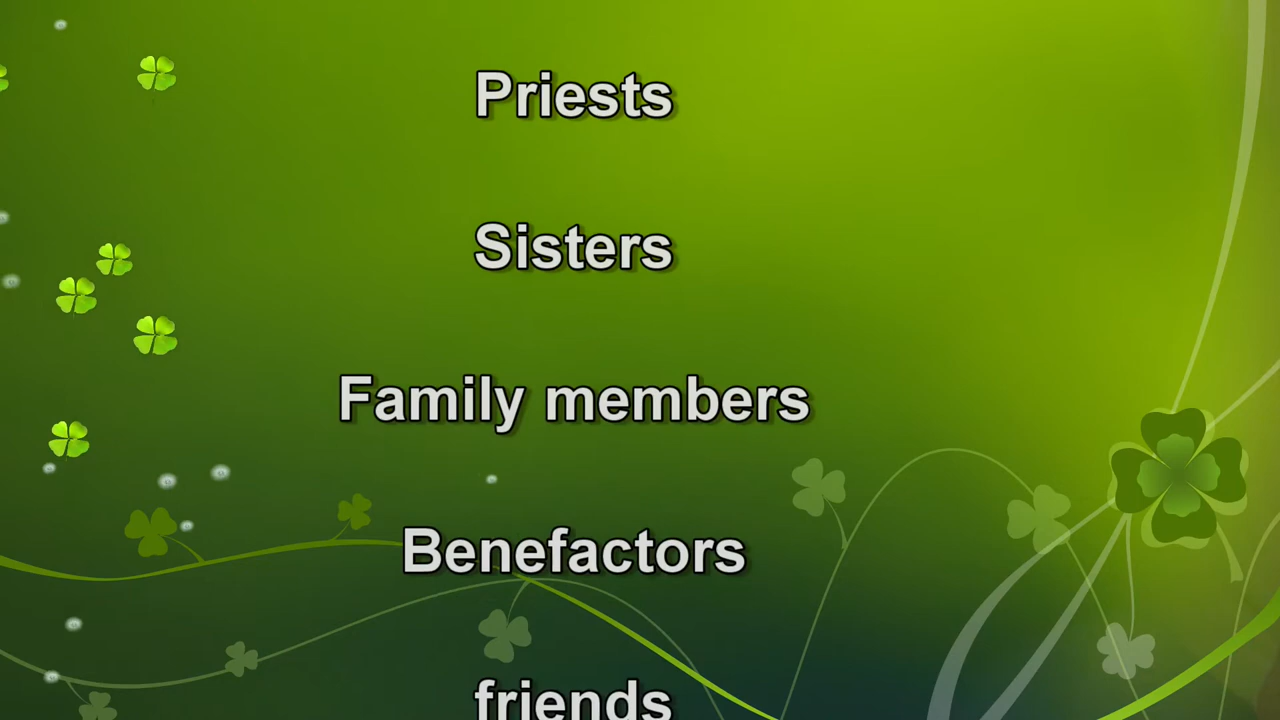 Priests
Sisters
Family members
Benefactors
friends